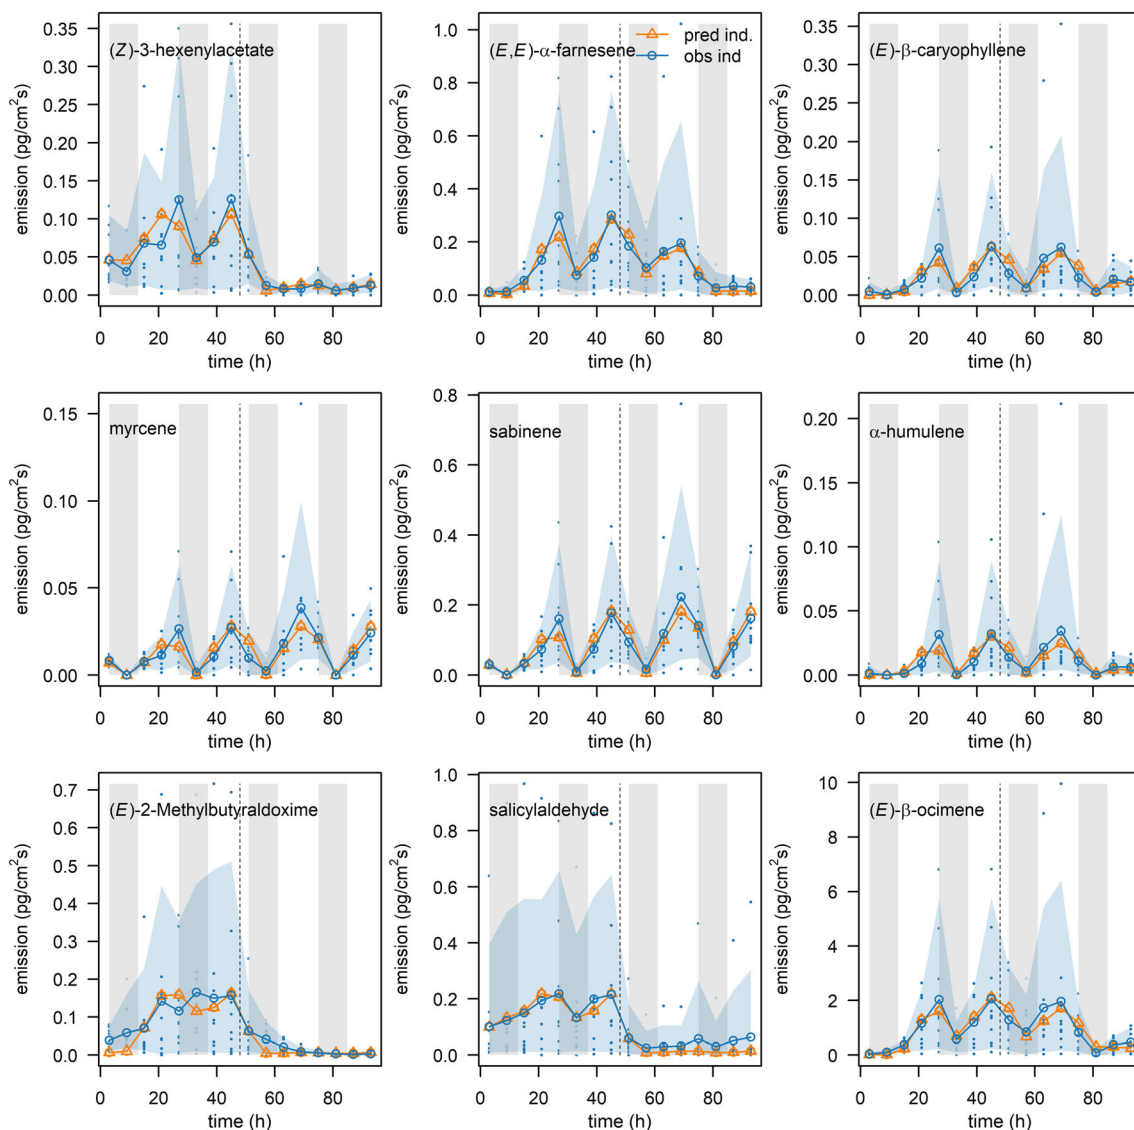 (Z)-3-hexenylacetate
emission (pg/cm²s)
0.35
0.30
0.25
0.20
0.15
0.10
0.05
0.00
0 20 40 60 80
time (h)
(E,E)-α-farnesene
pred ind.
obs ind
emission (pg/cm²s)
1.0
0.8
0.6
0.4
0.2
0.0
0 20 40 60 80
time (h)
(E)-β-caryophyllene
emission (pg/cm²s)
0.35
0.30
0.25
0.20
0.15
0.10
0.05
0.00
0 20 40 60 80
time (h)
myrcene
emission (pg/cm²s)
0.15
0.10
0.05
0.00
0 20 40 60 80
time (h)
sabinene
emission (pg/cm²s)
0.8
0.6
0.4
0.2
0.0
0 20 40 60 80
time (h)
α-humulene
emission (pg/cm²s)
0.20
0.15
0.10
0.05
0.00
0 20 40 60 80
time (h)
(E)-2-Methylbutyraldoxime
emission (pg/cm²s)
0.7
0.6
0.5
0.4
0.3
0.2
0.1
0.0
0 20 40 60 80
time (h)
salicylaldehyde
emission (pg/cm²s)
1.0
0.8
0.6
0.4
0.2
0.0
0 20 40 60 80
time (h)
(E)-β-ocimene
emission (pg/cm²s)
10
8
6
4
2
0
0 20 40 60 80
time (h)